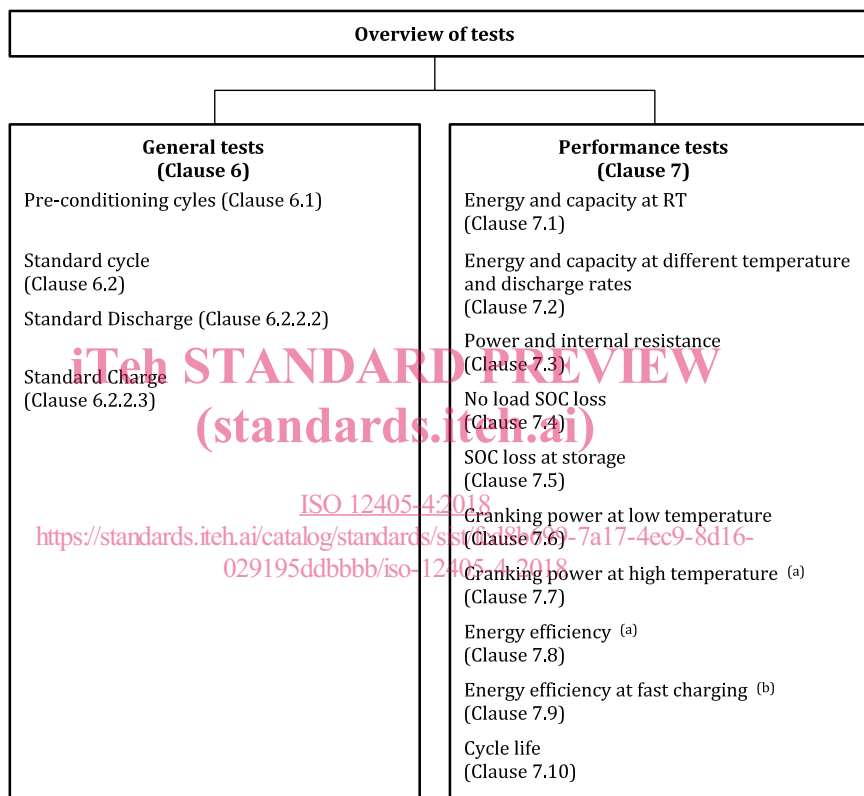 Overview of tests
General tests
(Clause 6)
Pre-conditioning cyles (Clause 6.1)
Standard cycle
(Clause 6.2)
Standard Discharge (Clause 6.2.2.2)
Standard Charge
(Clause 6.2.2.3)
Performance tests
(Clause 7)
Energy and capacity at RT
(Clause 7.1)
Energy and capacity at different temperature
and discharge rates
(Clause 7.2)
Power and internal resistance
(Clause 7.3)
No load SOC loss
(Clause 7.4)
SOC loss at storage
(Clause 7.5)
Cranking power at low temperature
(Clause 7.6)
Cranking power at high temperature (a)
(Clause 7.7)
Energy efficiency (a)
(Clause 7.8)
Energy efficiency at fast charging (b)
(Clause 7.9)
Cycle life
(Clause 7.10)
iTeh STANDARD PREVIEW
(standards.iteh.ai)
ISO 12405-4:2018
https://standards.iteh.ai/catalog/standards/
029195ddbbbb/iso-12405-4-2018